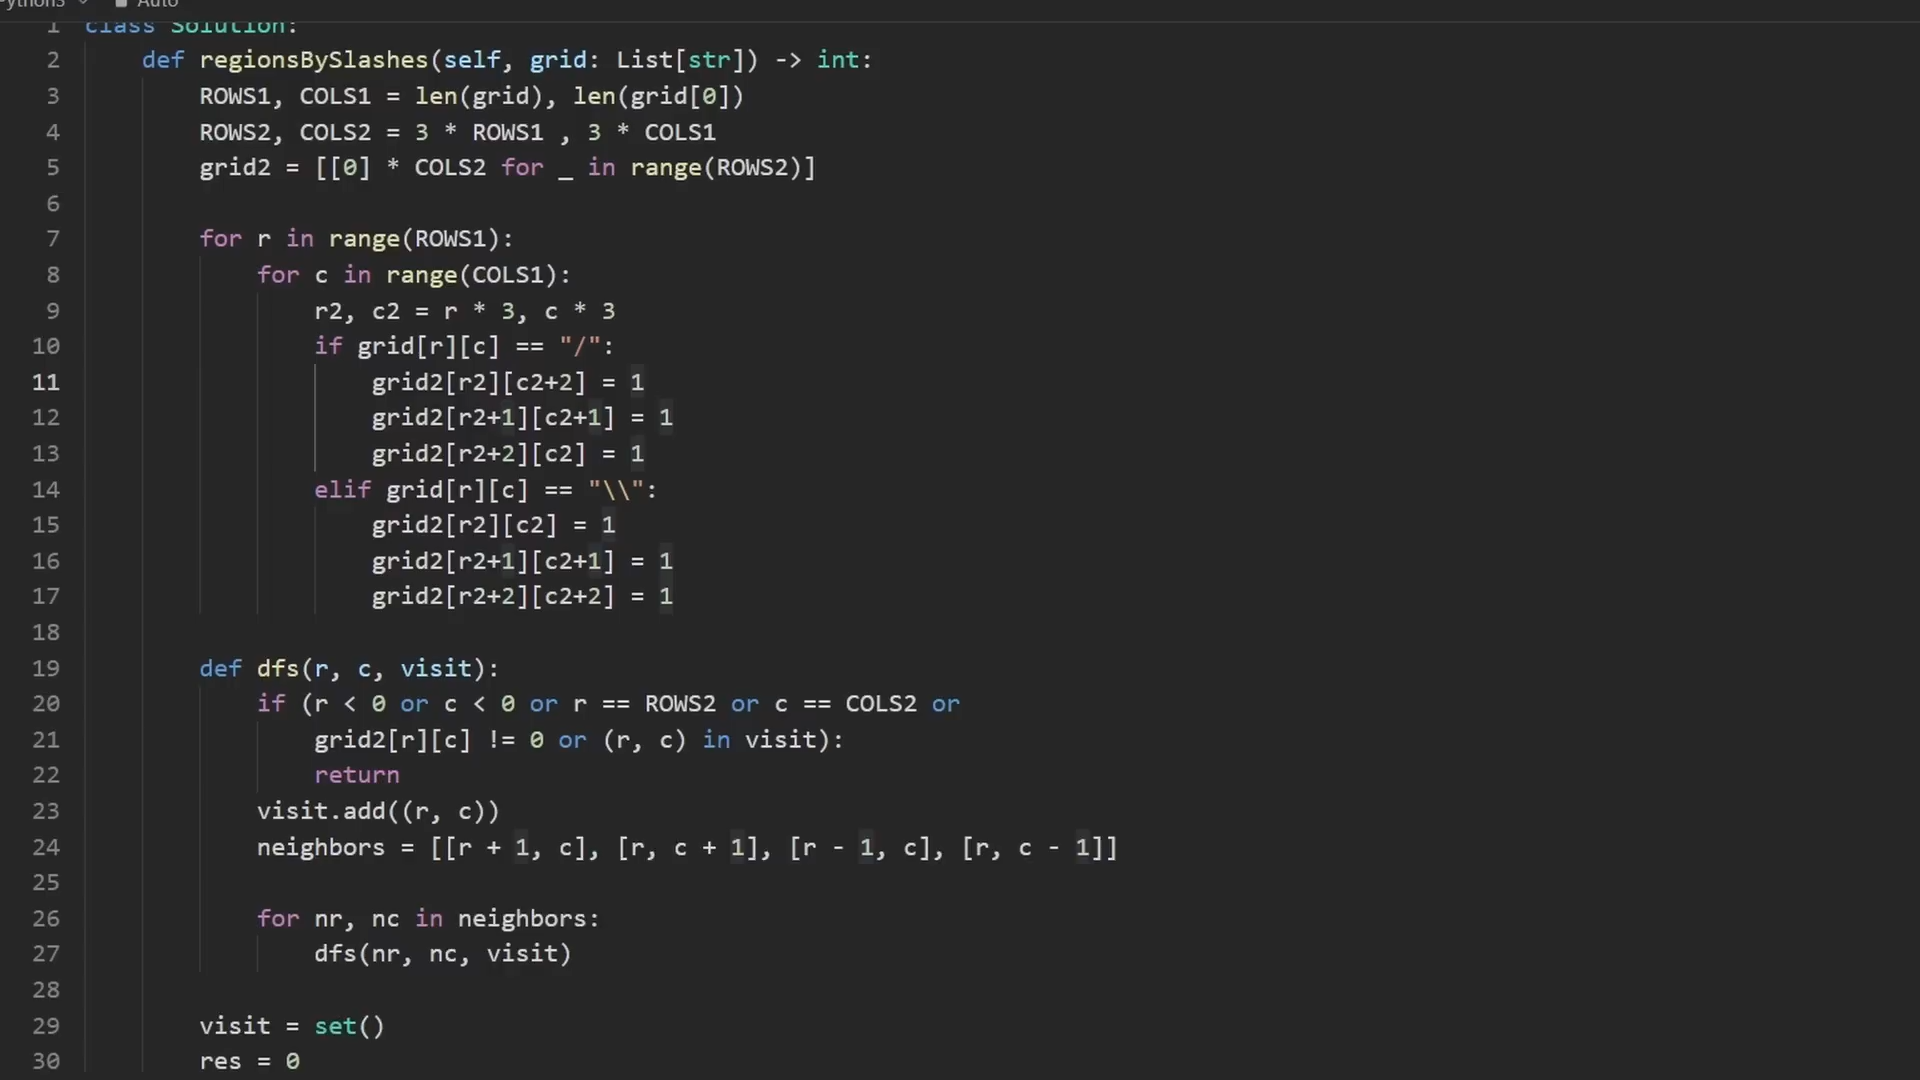 Python3 Auto
1 class Solution:
2 def regionsBySlashes(self, grid: List[str]) -> int:
3 ROWS1, COLS1 = len(grid), len(grid[0])
4 ROWS2, COLS2 = 3 * ROWS1 , 3 * COLS1
5 grid2 = [[0] * COLS2 for _ in range(ROWS2)]
6
7 for r in range(ROWS1):
8 for c in range(COLS1):
9 r2, c2 = r * 3, c * 3
10 if grid[r][c] == "/":
11 grid2[r2][c2+2] = 1
12 grid2[r2+1][c2+1] = 1
13 grid2[r2+2][c2] = 1
14 elif grid[r][c] == "\\":
15 grid2[r2][c2] = 1
16 grid2[r2+1][c2+1] = 1
17 grid2[r2+2][c2+2] = 1
18
19 def dfs(r, c, visit):
20 if (r < 0 or c < 0 or r == ROWS2 or c == COLS2 or
21 grid2[r][c] != 0 or (r, c) in visit):
22 return
23 visit.add((r, c))
24 neighbors = [[r + 1, c], [r, c + 1], [r - 1, c], [r, c - 1]]
25
26 for nr, nc in neighbors:
27 dfs(nr, nc, visit)
28
29 visit = set()
30 res = 0